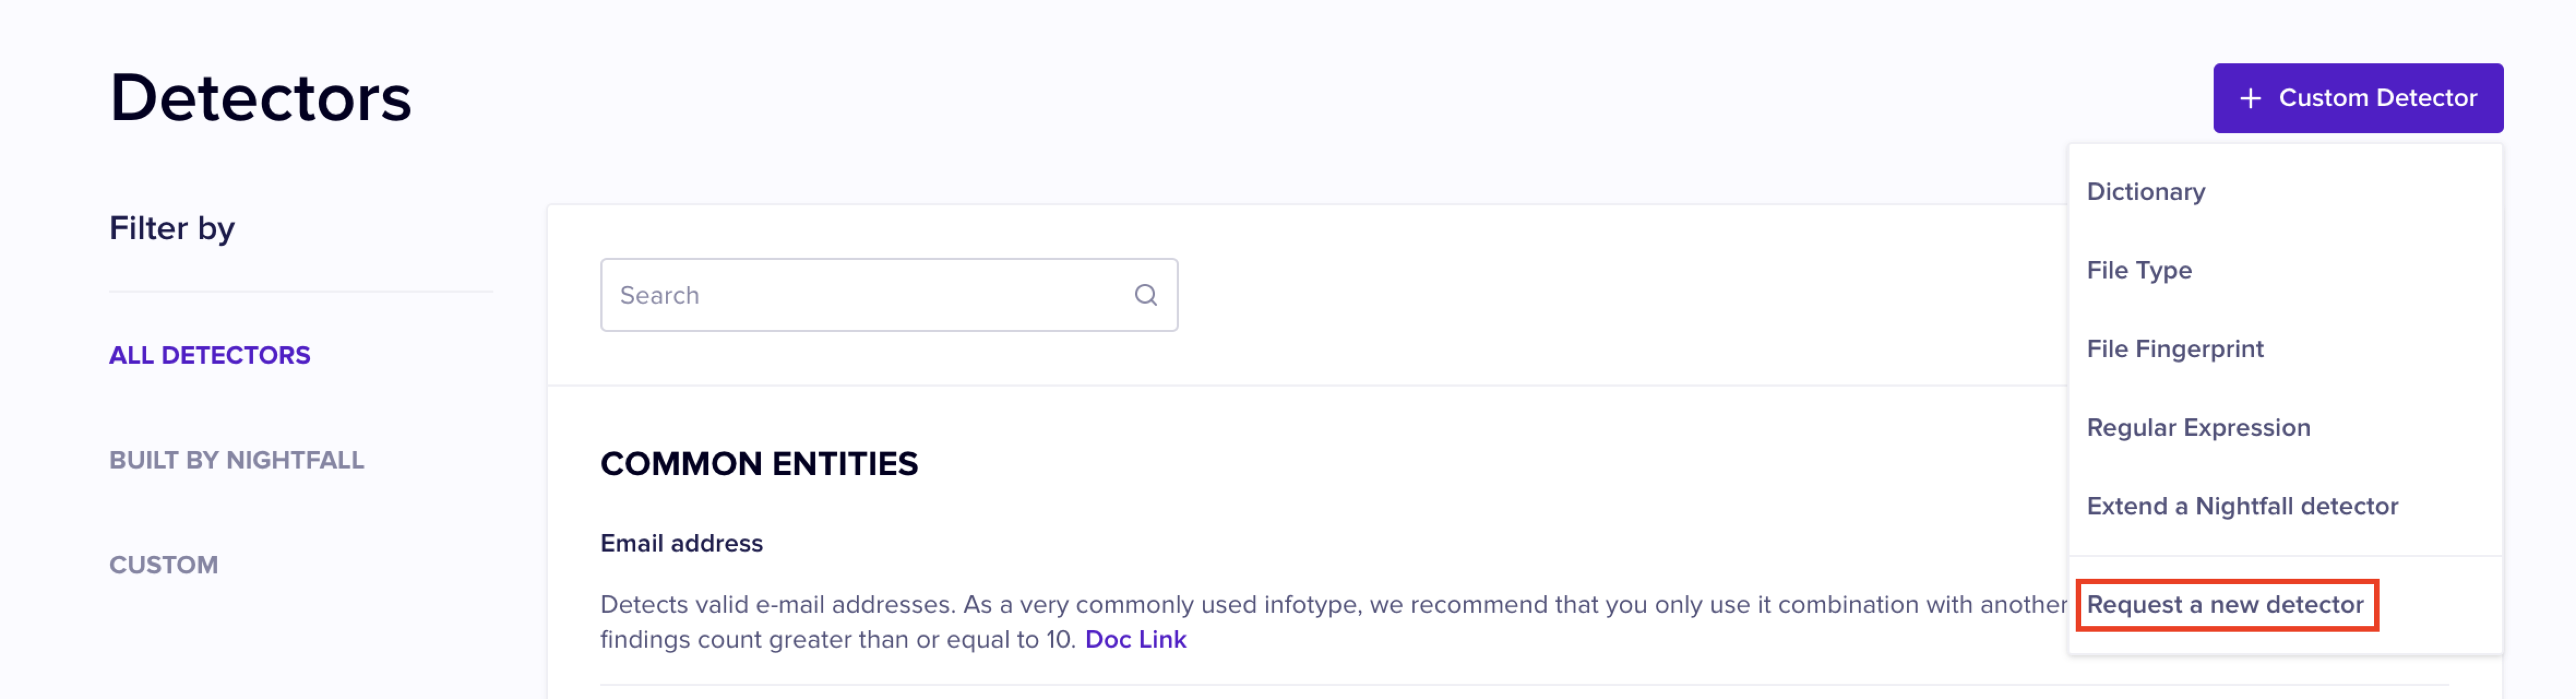 Detectors
+ Custom Detector
Dictionary
File Type
File Fingerprint
Regular Expression
Extend a Nightfall detector
Request a new detector
Filter by
ALL DETECTORS
BUILT BY NIGHTFALL
CUSTOM
Search
COMMON ENTITIES
Email address
Detects valid e-mail addresses. As a very commonly used infotype, we recommend that you only use it combination with another
findings count greater than or equal to 10. Doc Link